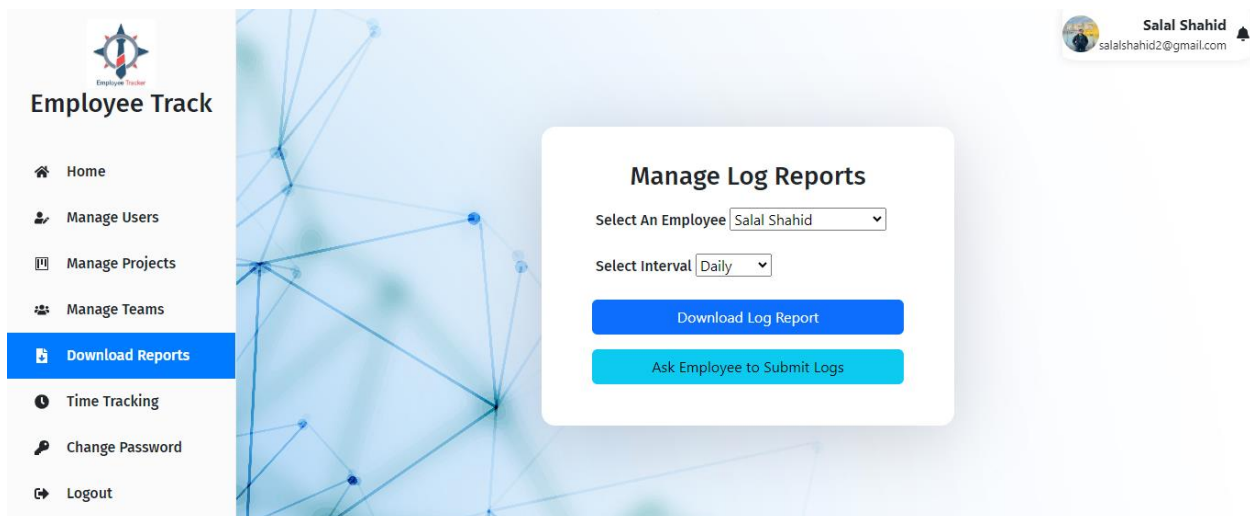 Employee Tracker
Employee Track
Home
Manage Users
Manage Projects
Manage Teams
Download Reports
Time Tracking
Change Password
Logout
Salal Shahid
salalshahid2@gmail.com
Manage Log Reports
Select An Employee Salal Shahid
Select Interval Daily
Download Log Report
Ask Employee to Submit Logs